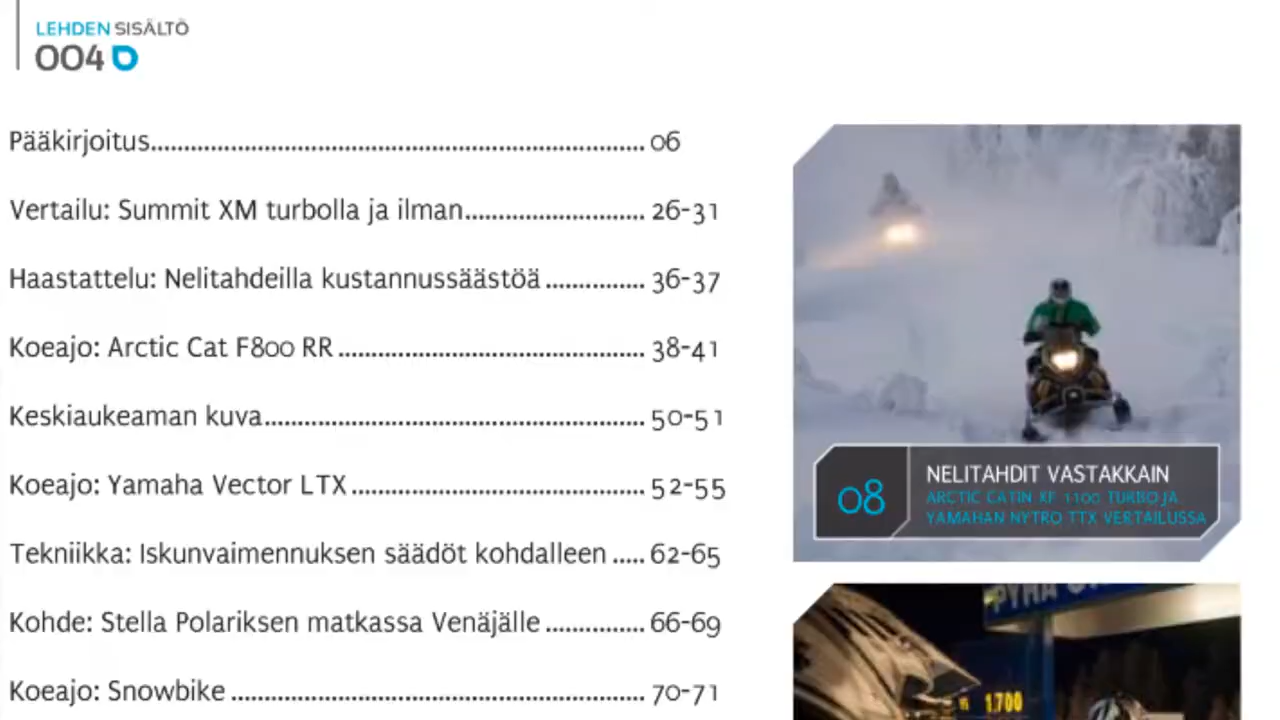 LEHDEN SISÄLTÖ
004
Pääkirjoitus.......................................................................... 06
Vertailu: Summit XM turbolla ja ilman........................... 26-31
Haastattelu: Nelitahdeilla kustannussäästöä............... 36-37
Koeajo: Arctic Cat F800 RR.............................................. 38-41
Keskiaukeaman kuva......................................................... 50-51
Koeajo: Yamaha Vector LTX............................................ 52-55
Tekniikka: Iskunvaimennuksen säädöt kohdalleen ..... 62-65
Kohde: Stella Polariksen matkassa Venäjälle............... 66-69
Koeajo: Snowbike.............................................................. 70-71
08
NELITAHDIT VASTAKKAIN
ARCTIC CATIN XF 1100 TURBO JA
YAMAHAN NYTRO TTX VERTAILUSSA
PYHÄ
1.700